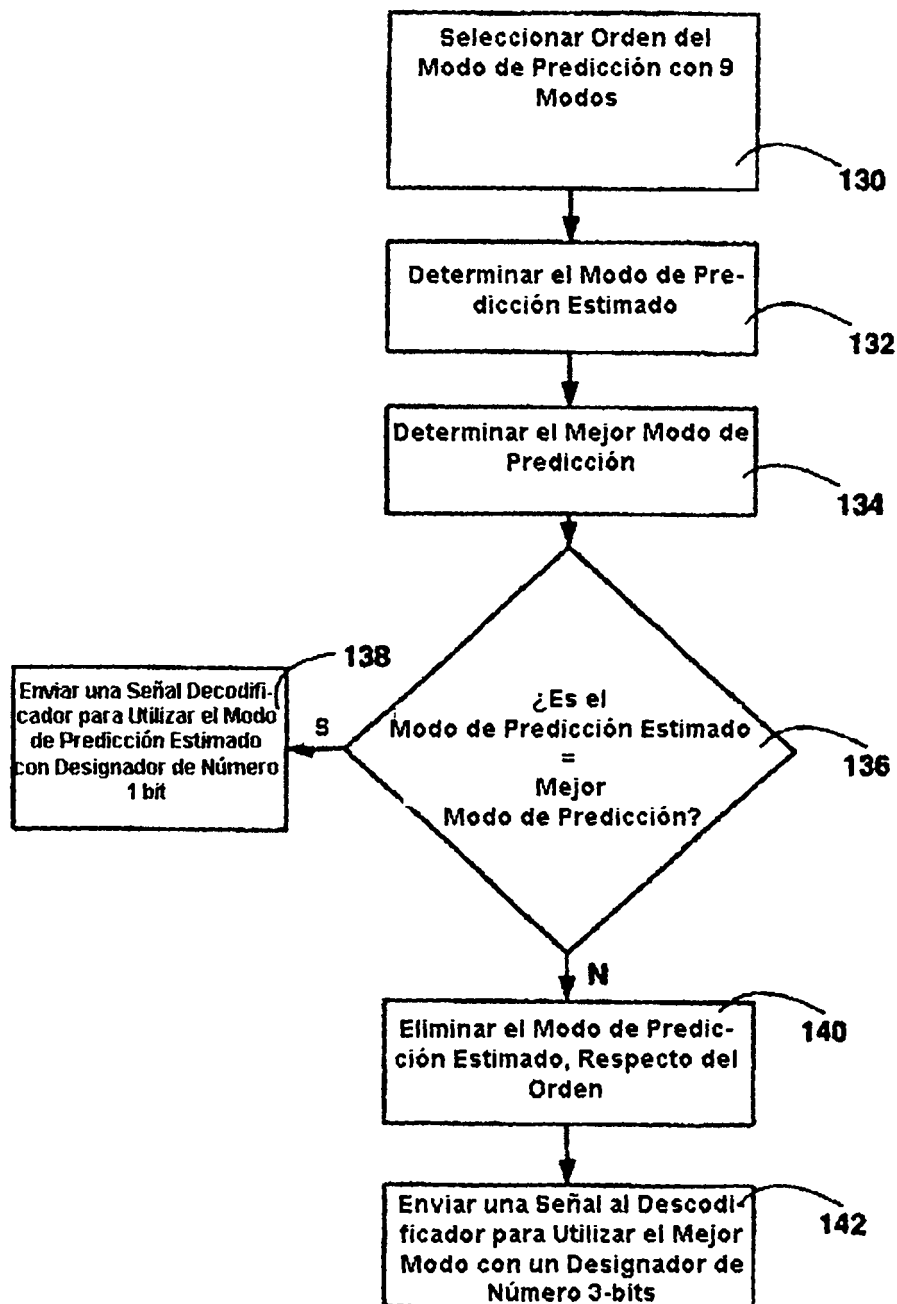 Seleccionar Orden del
Modo de Predicción con 9
Modos
130
Determinar el Modo de Pre-
dicción Estimado
132
Determinar el Mejor Modo de
Predicción
134
¿Es el
Modo de Predicción Estimado
=
Mejor
Modo de Predicción?
136
S
138
Enviar una Señal Decodifi-
cador para Utilizar el Modo
de Predicción Estimado
con Designador de Número
1 bit
N
Eliminar el Modo de Predic-
ción Estimado, Respecto del
Orden
140
Enviar una Señal al Descodi-
ficador para Utilizar el Mejor
Modo con un Designador de
Número 3-bits
142